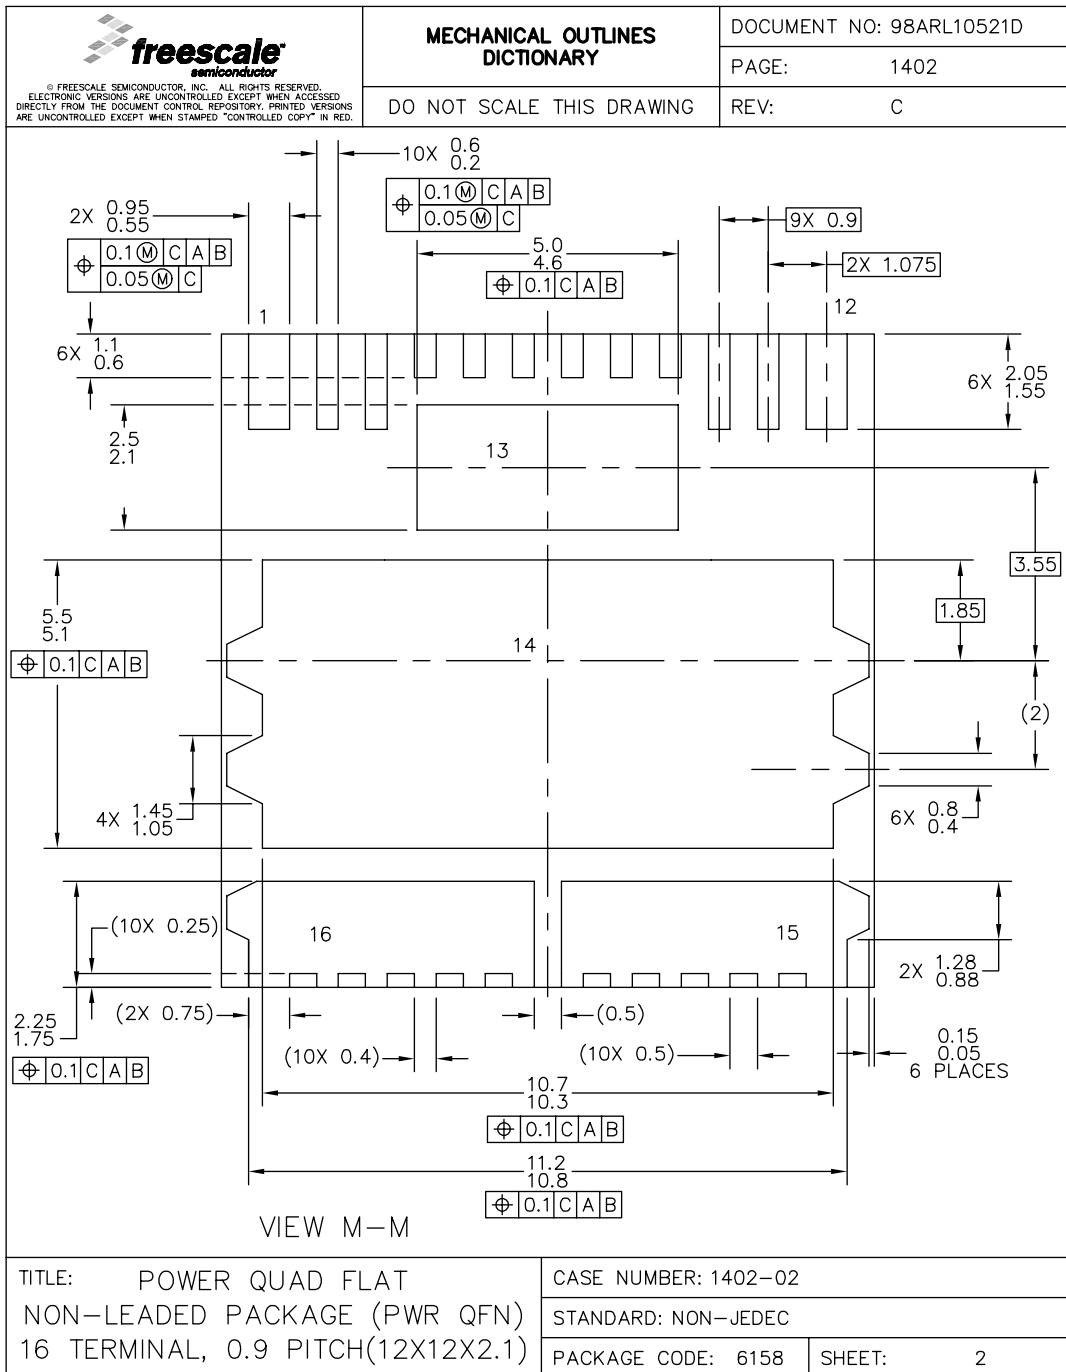 freescale
semiconductor
© FREESCALE SEMICONDUCTOR, INC. ALL RIGHTS RESERVED.
ELECTRONIC VERSIONS ARE UNCONTROLLED EXCEPT WHEN ACCESSED
DIRECTLY FROM THE DOCUMENT CONTROL REPOSITORY. PRINTED VERSIONS
ARE UNCONTROLLED EXCEPT WHEN STAMPED "CONTROLLED COPY" IN RED.
MECHANICAL OUTLINES
DICTIONARY
DO NOT SCALE THIS DRAWING
DOCUMENT NO: 98ARL10521D
PAGE: 1402
REV: C
10X 0.6
0.2
⌖ 0.1 Ⓜ C A B
0.05 Ⓜ C
2X 0.95
0.55
⌖ 0.1 Ⓜ C A B
0.05 Ⓜ C
5.0
4.6
⌖ 0.1 C A B
9X 0.9
2X 1.075
1
12
6X 1.1
0.6
6X 2.05
1.55
2.5
2.1
13
3.55
1.85
5.5
5.1
⌖ 0.1 C A B
14
(2)
4X 1.45
1.05
6X 0.8
0.4
(10X 0.25)
16
15
2X 1.28
0.88
2.25
1.75
⌖ 0.1 C A B
(2X 0.75)
(0.5)
(10X 0.4)
(10X 0.5)
0.15
0.05
6 PLACES
10.7
10.3
⌖ 0.1 C A B
11.2
10.8
⌖ 0.1 C A B
VIEW M-M
TITLE: POWER QUAD FLAT
NON-LEADED PACKAGE (PWR QFN)
16 TERMINAL, 0.9 PITCH(12X12X2.1)
CASE NUMBER: 1402-02
STANDARD: NON-JEDEC
PACKAGE CODE: 6158
SHEET: 2